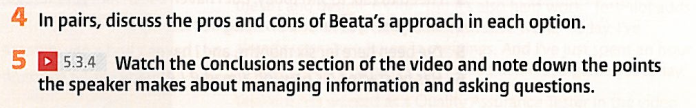 4 In pairs, discuss the pros and cons of Beata's approach in each option.
5 5.3.4 Watch the Conclusions section of the video and note down the points
the speaker makes about managing information and asking questions.